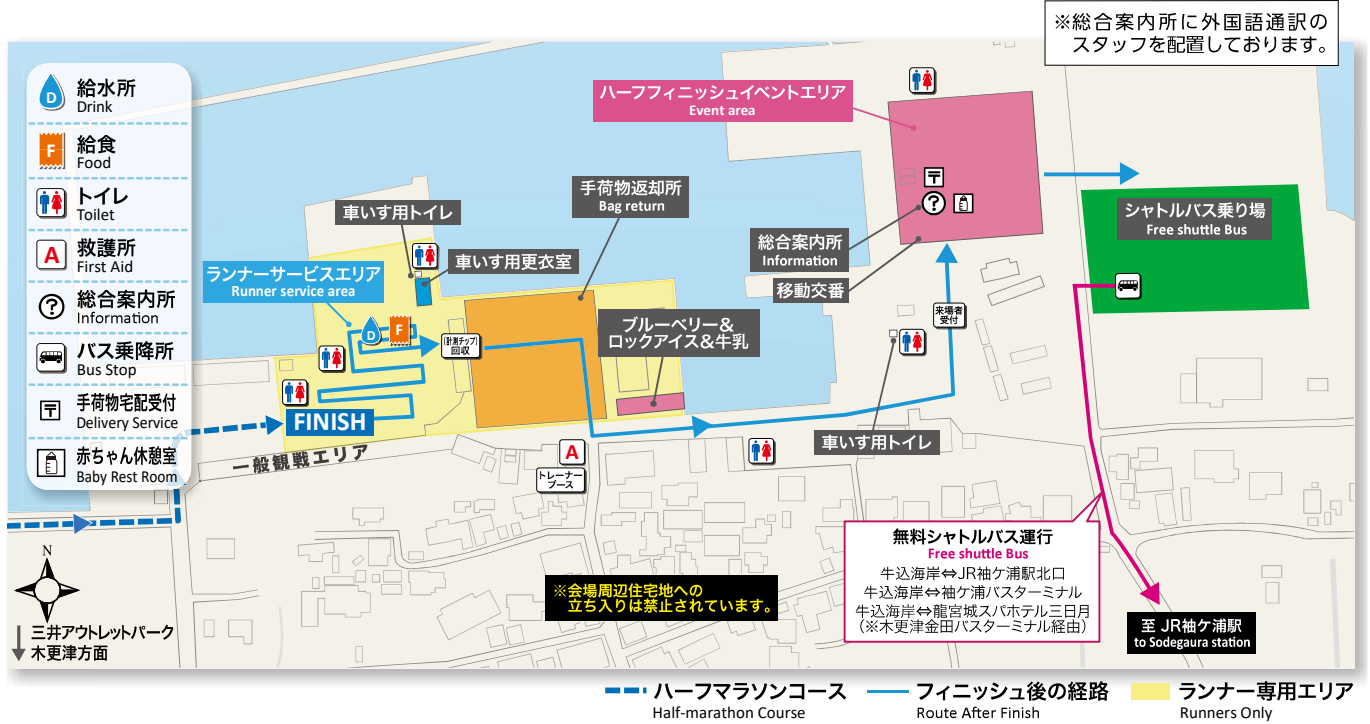 ※総合案内所に外国語通訳の
スタッフを配置しております。
D
給水所
Drink
F
給食
Food
トイレ
Toilet
A
救護所
First Aid
?
総合案内所
Information
バス乗降所
Bus Stop
〒
手荷物宅配受付
Delivery Service
赤ちゃん休憩室
Baby Rest Room
ハーフフィニッシュイベントエリア
Event area
手荷物返却所
Bag return
車いす用トイレ
車いす用更衣室
ランナーサービスエリア
Runner service area
D
F
(計測チップ)
回収
ブルーベリー&
ロックアイス&牛乳
FINISH
一般観戦エリア
A
トレーナー
ブース
〒
?
総合案内所
Information
移動交番
来場者
受付
車いす用トイレ
シャトルバス乗り場
Free shuttle Bus
無料シャトルバス運行
Free shuttle Bus
牛込海岸⇔JR袖ケ浦駅北口
牛込海岸⇔袖ケ浦バスターミナル
牛込海岸⇔龍宮城スパホテル三日月
(※木更津金田バスターミナル経由)
至 JR袖ケ浦駅
to Sodegaura station
※会場周辺住宅地への
立ち入りは禁止されています。
N
三井アウトレットパーク
木更津方面
ハーフマラソンコース
Half-marathon Course
フィニッシュ後の経路
Route After Finish
ランナー専用エリア
Runners Only